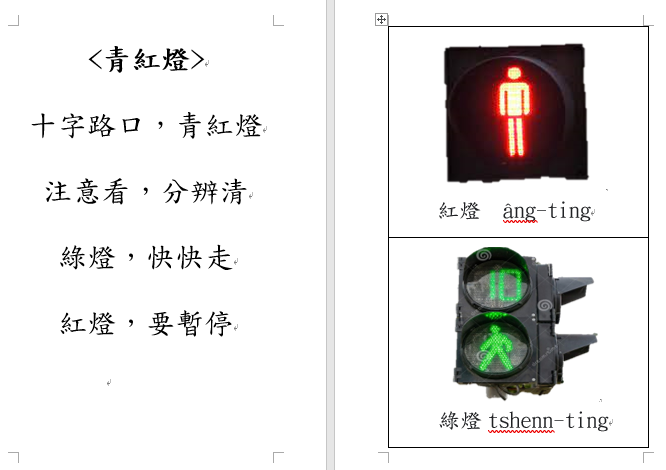 <青紅燈>
十字路口，青紅燈
注意看，分辨清
綠燈，快快走
紅燈，要暫停
紅燈 âng-ting
10
綠燈 tshenn-ting